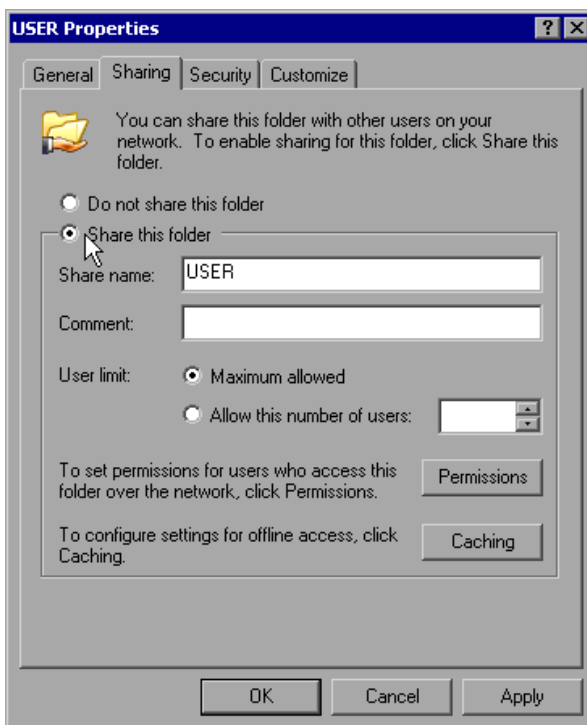 USER Properties
General Sharing Security Customize
You can share this folder with other users on your
network. To enable sharing for this folder, click Share this
folder.
Do not share this folder
Share this folder
Share name: USER
Comment:
User limit: Maximum allowed
Allow this number of users:
To set permissions for users who access this
folder over the network, click Permissions.
Permissions
To configure settings for offline access, click
Caching.
Caching
OK Cancel Apply